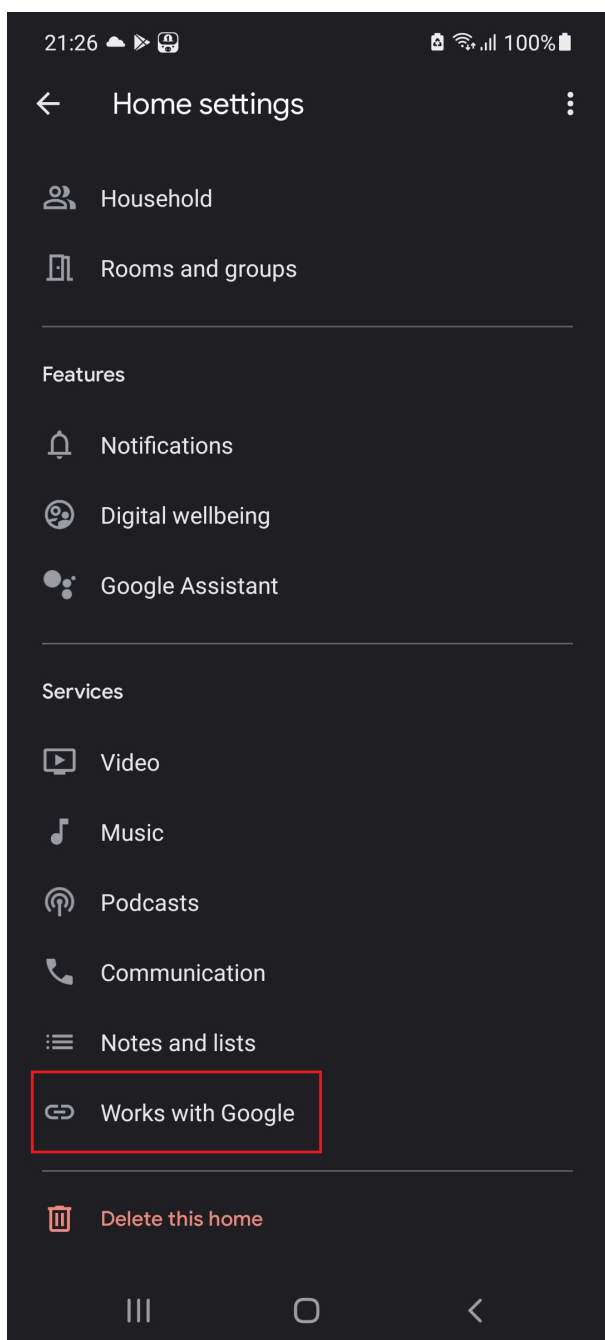 21:26 100%
Home settings
Household
Rooms and groups
Features
Notifications
Digital wellbeing
Google Assistant
Services
Video
Music
Podcasts
Communication
Notes and lists
Works with Google
Delete this home